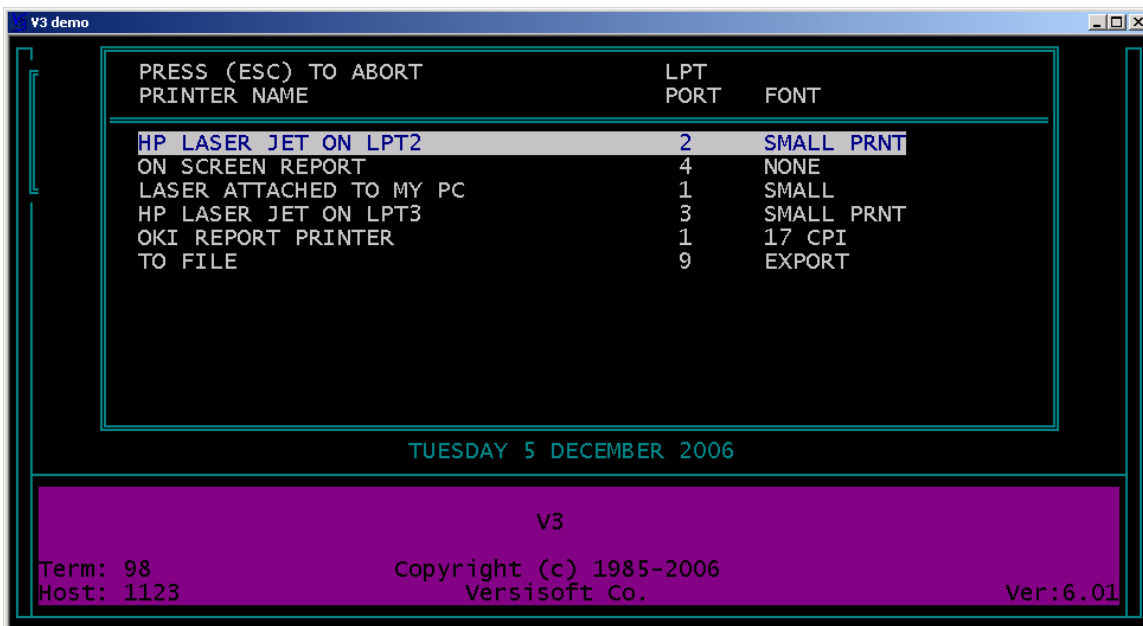 V3 demo
PRESS (ESC) TO ABORT LPT
PRINTER NAME PORT FONT
HP LASER JET ON LPT2 2 SMALL PRNT
ON SCREEN REPORT 4 NONE
LASER ATTACHED TO MY PC 1 SMALL
HP LASER JET ON LPT3 3 SMALL PRNT
OKI REPORT PRINTER 1 17 CPI
TO FILE 9 EXPORT
TUESDAY 5 DECEMBER 2006
V3
Term: 98 Copyright (c) 1985-2006
Host: 1123 Versisoft Co. Ver:6.01